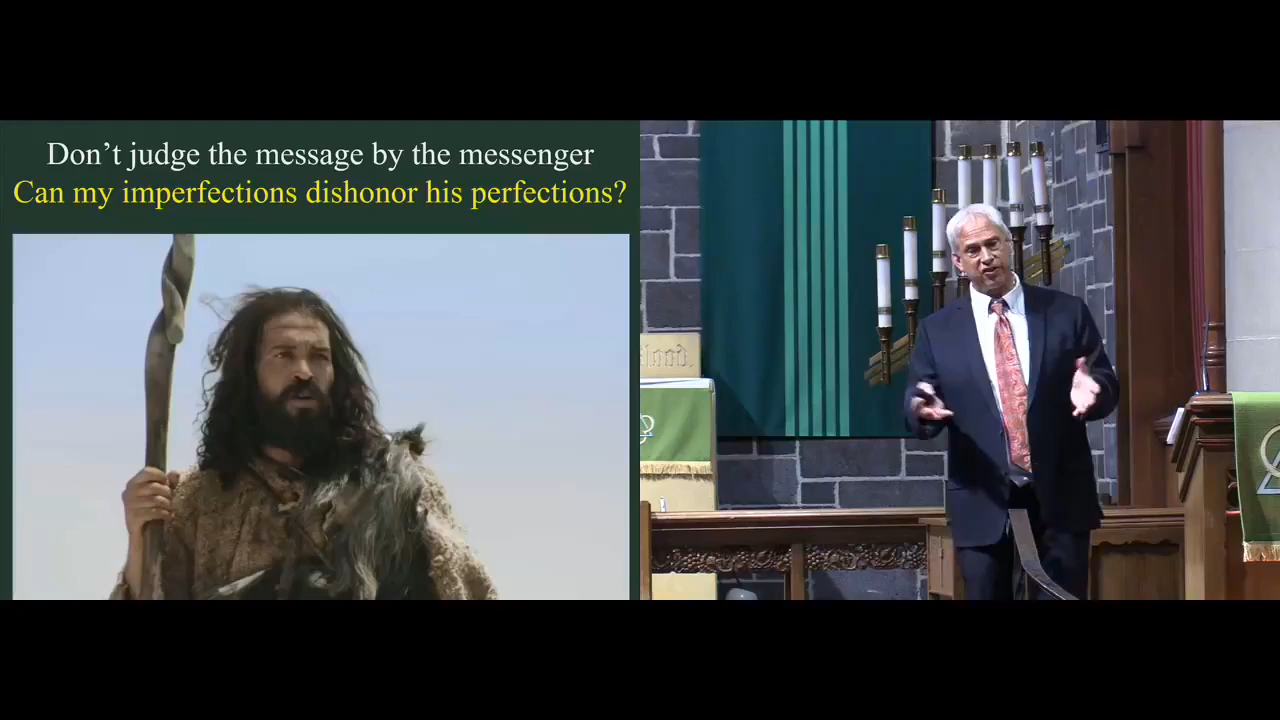 Don’t judge the message by the messenger
Can my imperfections dishonor his perfections?